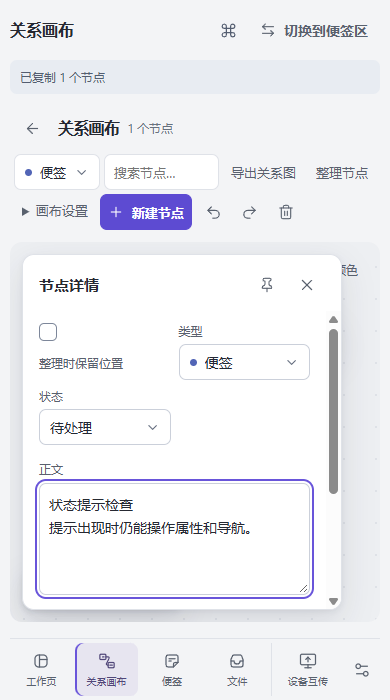 关系画布
切换到便签区
已复制 1 个节点
关系画布 1 个节点
便签
搜索节点...
导出关系图
整理节点
画布设置
新建节点
颜色
节点详情
类型
整理时保留位置
便签
状态
待处理
正文
状态提示检查
提示出现时仍能操作属性和导航。
工作页
关系画布
便签
文件
设备互传